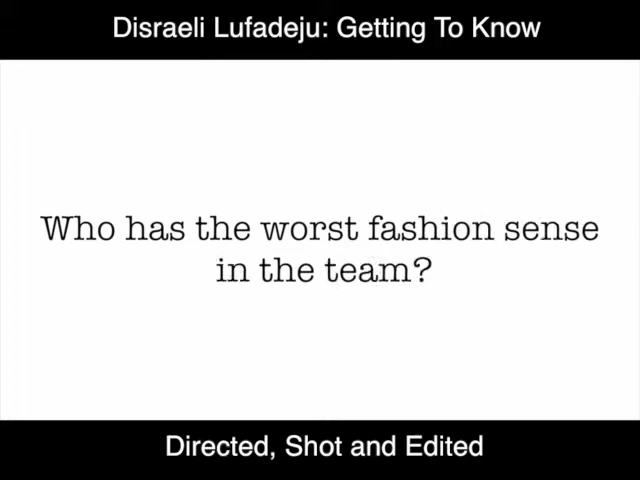 Disraeli Lufadeju: Getting To Know
Who has the worst fashion sense
in the team?
Directed, Shot and Edited